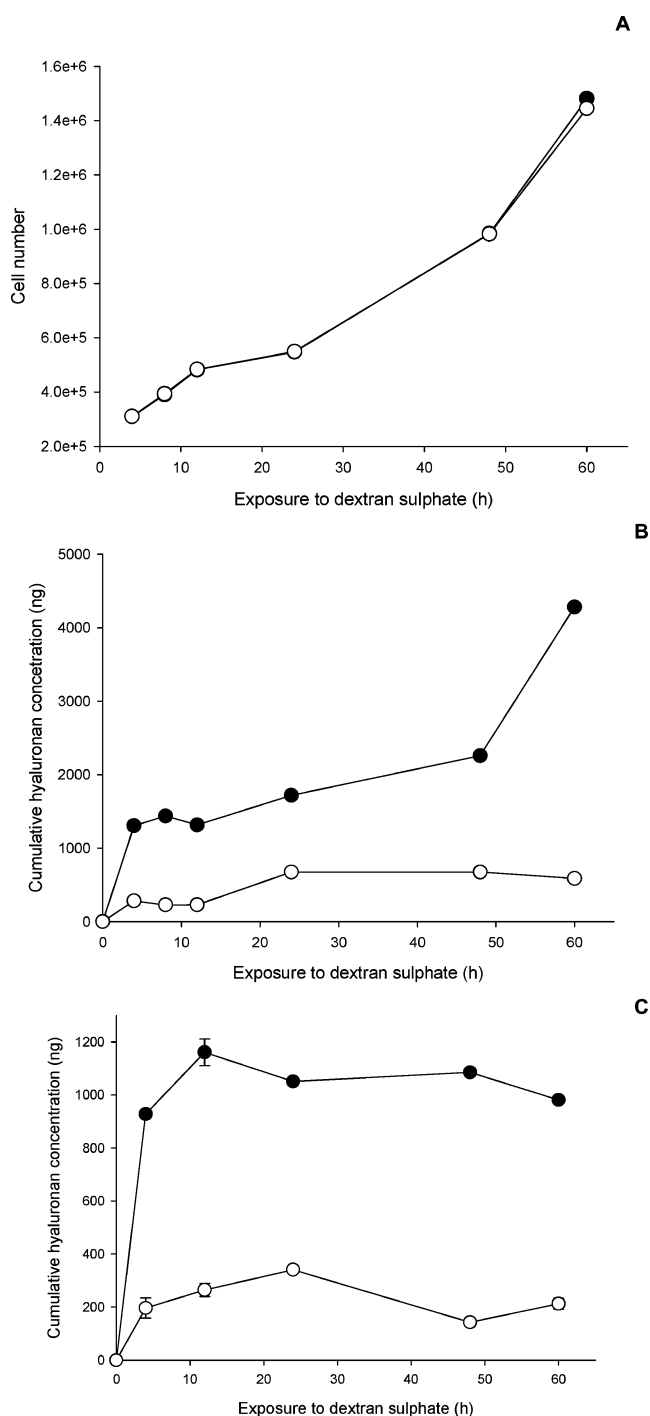 A
1.6e+6
1.4e+6
1.2e+6
1.0e+6
8.0e+5
6.0e+5
4.0e+5
2.0e+5
Cell number
0 10 20 30 40 50 60
Exposure to dextran sulphate (h)
B
5000
4000
3000
2000
1000
0
Cumulative hyaluronan concetration (ng)
0 10 20 30 40 50 60
Exposure to dextran sulphate (h)
C
1200
1000
800
600
400
200
0
Cumulative hyaluronan concentration (ng)
0 10 20 30 40 50 60
Exposure to dextran sulphate (h)